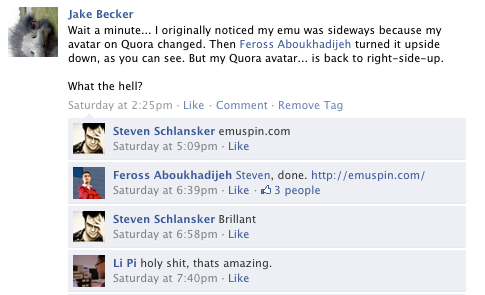 Jake Becker
Wait a minute... I originally noticed my emu was sideways because my
avatar on Quora changed. Then Feross Aboukhadijeh turned it upside
down, as you can see. But my Quora avatar... is back to right-side-up.
What the hell?
Saturday at 2:25pm · Like · Comment · Remove Tag
Steven Schlansker emuspin.com
Saturday at 5:09pm · Like
Feross Aboukhadijeh Steven, done. http://emuspin.com/
Saturday at 6:39pm · Like · 3 people
Steven Schlansker Brillant
Saturday at 6:58pm · Like
Li Pi holy shit, thats amazing.
Saturday at 7:40pm · Like